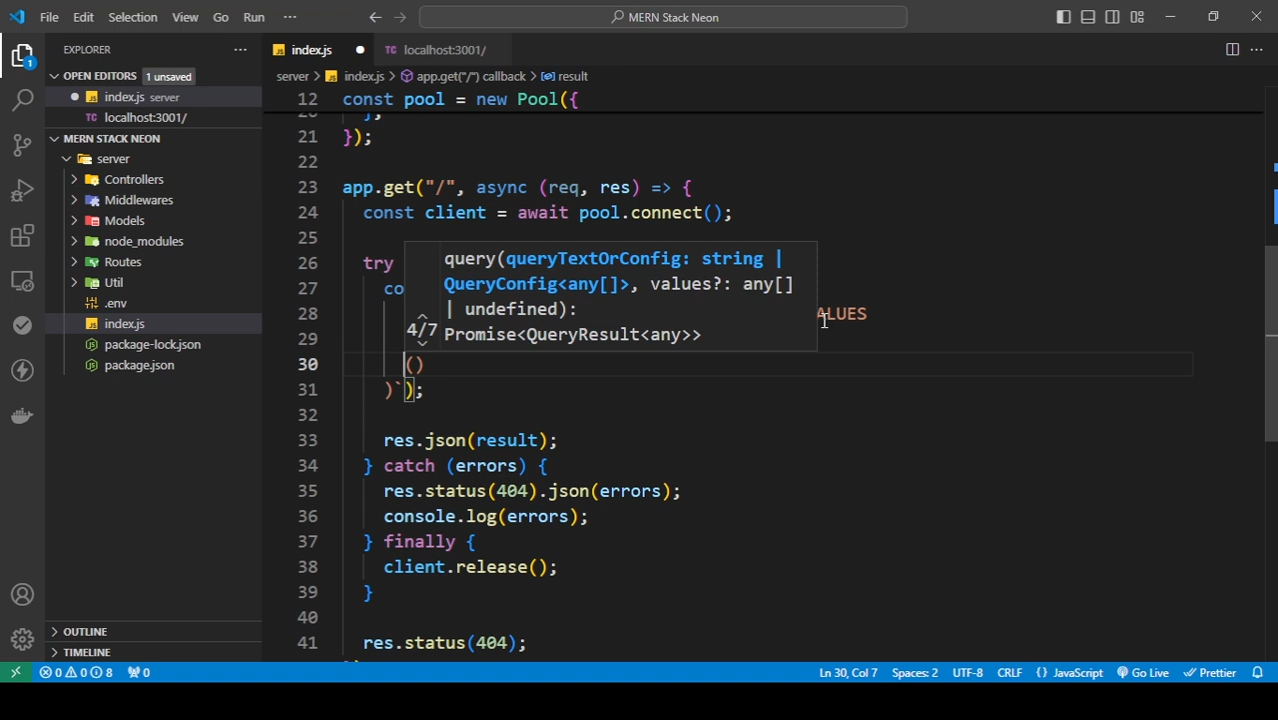 File Edit Selection View Go Run ··· MERN Stack Neon
EXPLORER ···
OPEN EDITORS 1 unsaved
index.js server
localhost:3001/
MERN STACK NEON
server
Controllers
Middlewares
Models
node_modules
Routes
Util
.env
index.js
package-lock.json
package.json
OUTLINE
TIMELINE
1
index.js localhost:3001/
server > index.js > app.get("/") callback > result
12 const pool = new Pool({
21 });
22
23 app.get("/", async (req, res) => {
24 const client = await pool.connect();
25
26 try
27 co
28 ALUES
29
30 ()
31 )`);
32
33 res.json(result);
34 } catch (errors) {
35 res.status(404).json(errors);
36 console.log(errors);
37 } finally {
38 client.release();
39 }
40
41 res.status(404);
query(queryTextOrConfig: string |
QueryConfig<any[]>, values?: any[]
| undefined):
4/7 Promise<QueryResult<any>>
0 0 8 0 Ln 30, Col 7 Spaces: 2 UTF-8 CRLF {} JavaScript Go Live Prettier